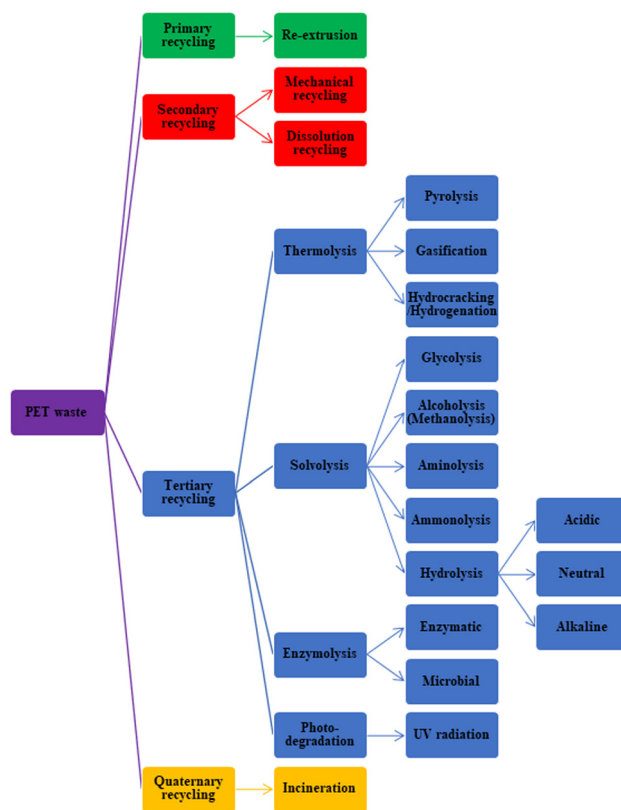 Primary
recycling
Re-extrusion
Secondary
recycling
Mechanical
recycling
Dissolution
recycling
Thermolysis
Pyrolysis
Gasification
Hydrocracking
/Hydrogenation
PET waste
Tertiary
recycling
Solvolysis
Glycolysis
Alcoholysis
(Methanolysis)
Aminolysis
Ammonolysis
Hydrolysis
Acidic
Neutral
Alkaline
Enzymolysis
Enzymatic
Microbial
Photo-
degradation
UV radiation
Quaternary
recycling
Incineration